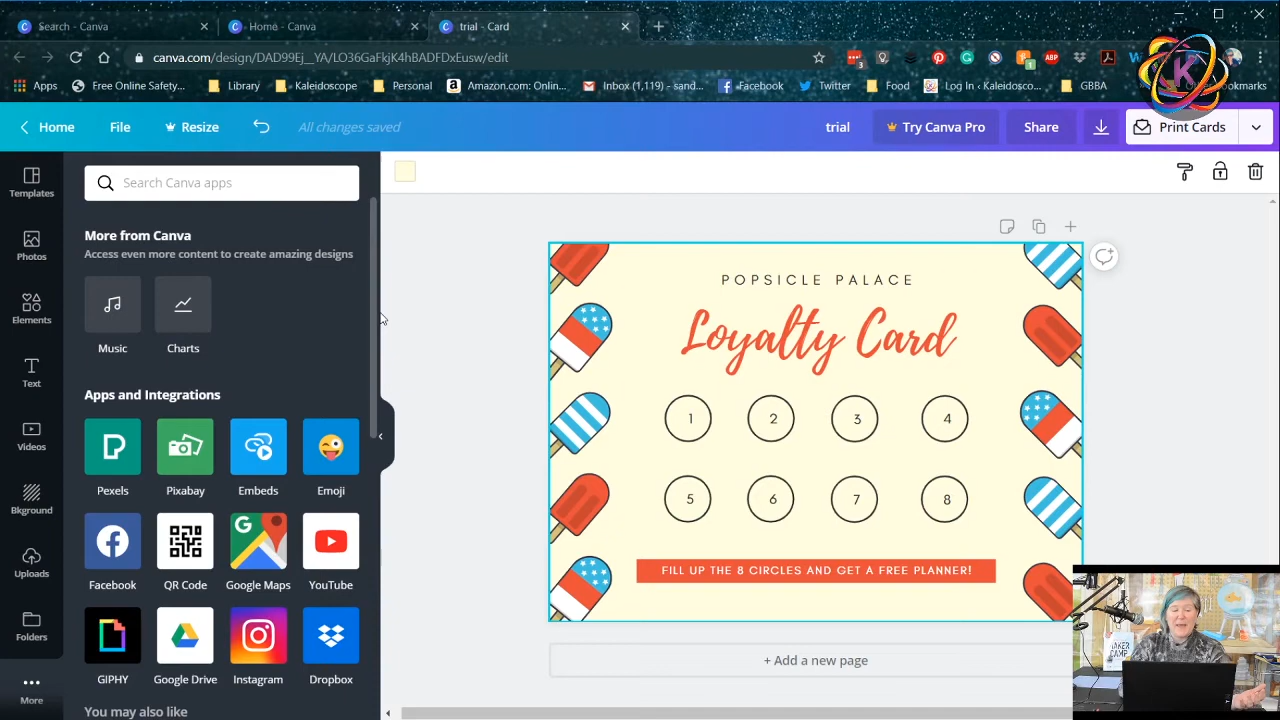 Search - Canva
Home - Canva
trial - Card
canva.com/design/DAD99Ej__YA/LO36GaFkjK4hBADFDxEusw/edit
Apps
Free Online Safety...
Library
Kaleidoscope
Personal
Amazon.com: Onlin...
Inbox (1,119) - sand...
Facebook
Twitter
Food
Log In ‹ Kaleidosco...
GBBA
K
Home
File
Resize
All changes saved
trial
Try Canva Pro
Share
Print Cards
Templates
Photos
Elements
Text
Videos
Bkground
Uploads
Folders
More
Search Canva apps
More from Canva
Access even more content to create amazing designs
Music
Charts
Apps and Integrations
Pexels
Pixabay
Embeds
Emoji
Facebook
QR Code
Google Maps
YouTube
GIPHY
Google Drive
Instagram
Dropbox
You may also like
POPSICLE PALACE
Loyalty Card
1 2 3 4
5 6 7 8
FILL UP THE 8 CIRCLES AND GET A FREE PLANNER!
+ Add a new page
MAKER
CAMP